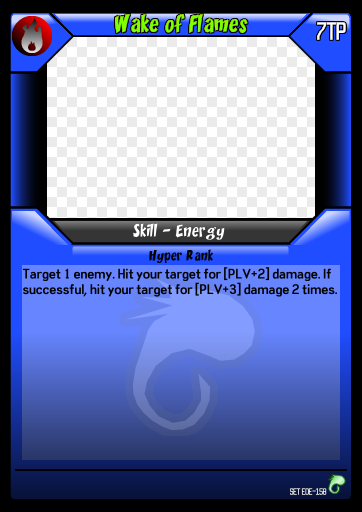 Wake of Flames
7TP
Skill - Energy
Hyper Rank
Target 1 enemy. Hit your target for [PLV+2] damage. If
successful, hit your target for [PLV+3] damage 2 times.
SET EOE-158